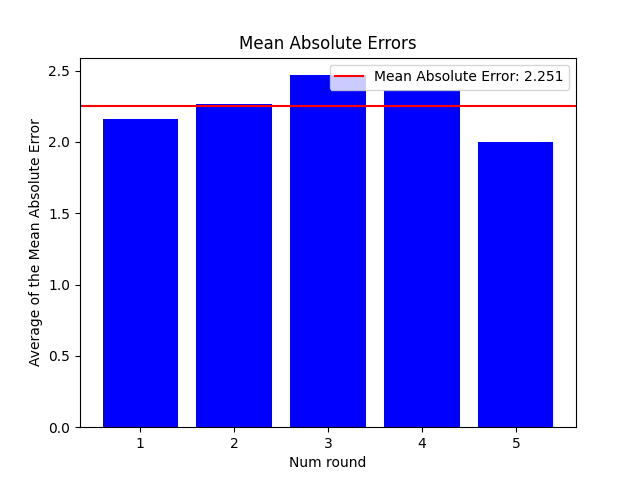 Mean Absolute Errors
Mean Absolute Error: 2.251
Average of the Mean Absolute Error
2.5
2.0
1.5
1.0
0.5
0.0
1 2 3 4 5
Num round